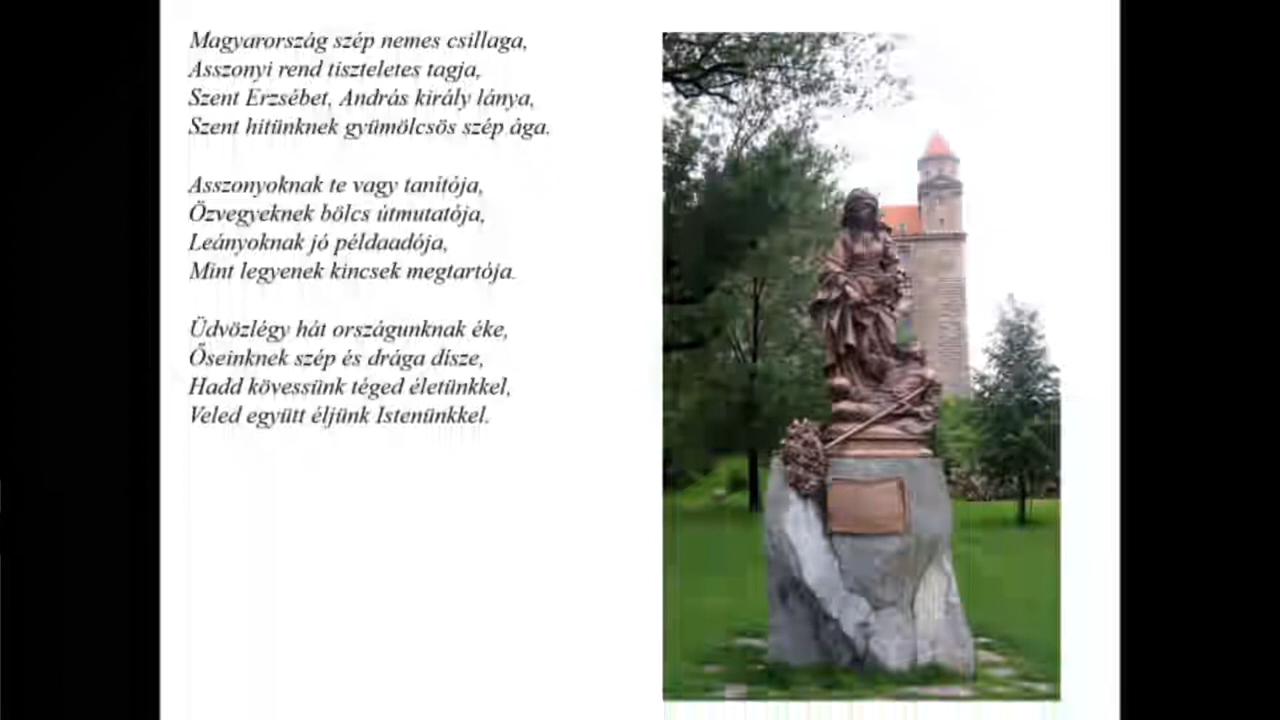 Magyarország szép nemes csillaga,
Asszonyi rend tiszteletes tagja,
Szent Erzsébet, András király lánya,
Szent hitünknek gyümölcsös szép ága.
Asszonyoknak te vagy tanítója,
Özvegyeknek bölcs útmutatója,
Leányoknak jó példaadója,
Mint legyenek kincsek megtartója.
Üdvözlégy hát országunknak éke,
Őseinknek szép és drága dísze,
Hadd kövessünk téged életünkkel,
Veled együtt éljünk Istenünkkel.